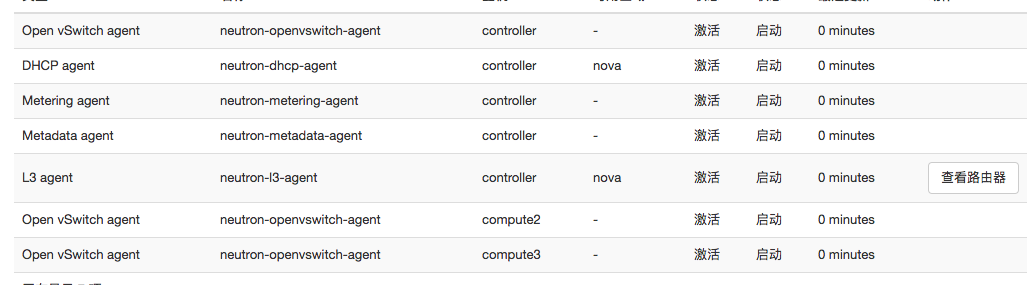 Open vSwitch agent neutron-openvswitch-agent controller - 激活 启动 0 minutes
DHCP agent neutron-dhcp-agent controller nova 激活 启动 0 minutes
Metering agent neutron-metering-agent controller - 激活 启动 0 minutes
Metadata agent neutron-metadata-agent controller - 激活 启动 0 minutes
L3 agent neutron-l3-agent controller nova 激活 启动 0 minutes 查看路由器
Open vSwitch agent neutron-openvswitch-agent compute2 - 激活 启动 0 minutes
Open vSwitch agent neutron-openvswitch-agent compute3 - 激活 启动 0 minutes